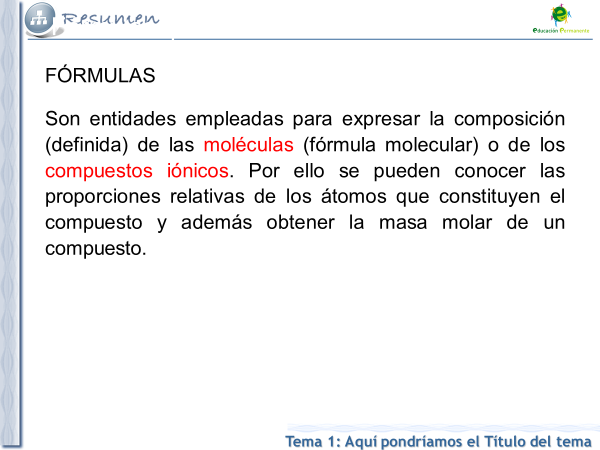 Resumen
educación permanente
FÓRMULAS
Son entidades empleadas para expresar la composición
(definida) de las moléculas (fórmula molecular) o de los
compuestos iónicos. Por ello se pueden conocer las
proporciones relativas de los átomos que constituyen el
compuesto y además obtener la masa molar de un
compuesto.
Tema 1: Aquí pondríamos el Título del tema